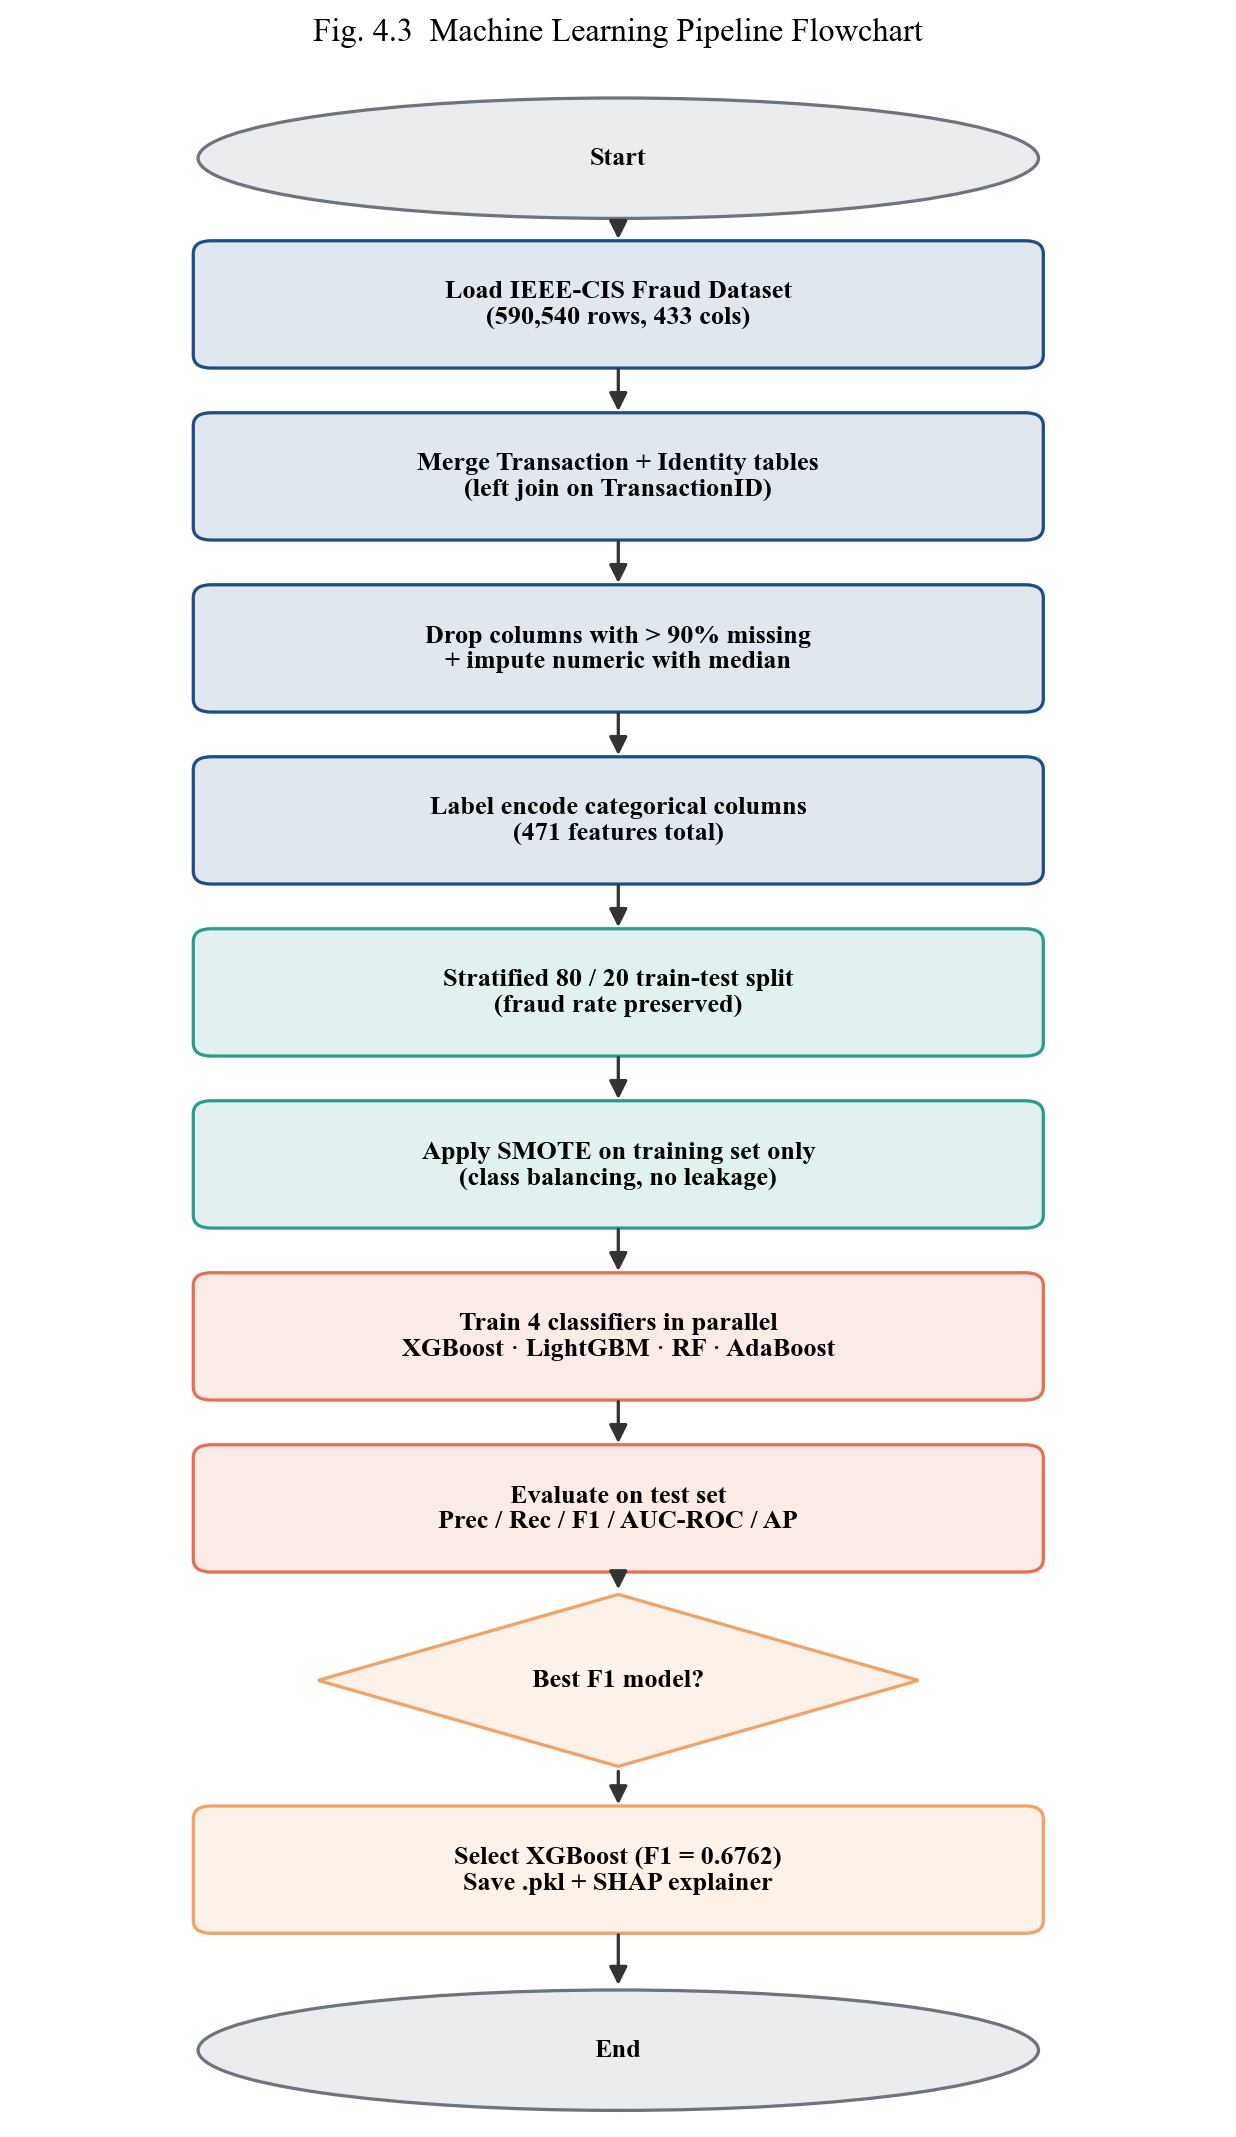 Fig. 4.3  Machine Learning Pipeline Flowchart
Start
Load IEEE-CIS Fraud Dataset
(590,540 rows, 433 cols)
Merge Transaction + Identity tables
(left join on TransactionID)
Drop columns with > 90% missing
+ impute numeric with median
Label encode categorical columns
(471 features total)
Stratified 80 / 20 train-test split
(fraud rate preserved)
Apply SMOTE on training set only
(class balancing, no leakage)
Train 4 classifiers in parallel
XGBoost · LightGBM · RF · AdaBoost
Evaluate on test set
Prec / Rec / F1 / AUC-ROC / AP
Best F1 model?
Select XGBoost (F1 = 0.6762)
Save .pkl + SHAP explainer
End